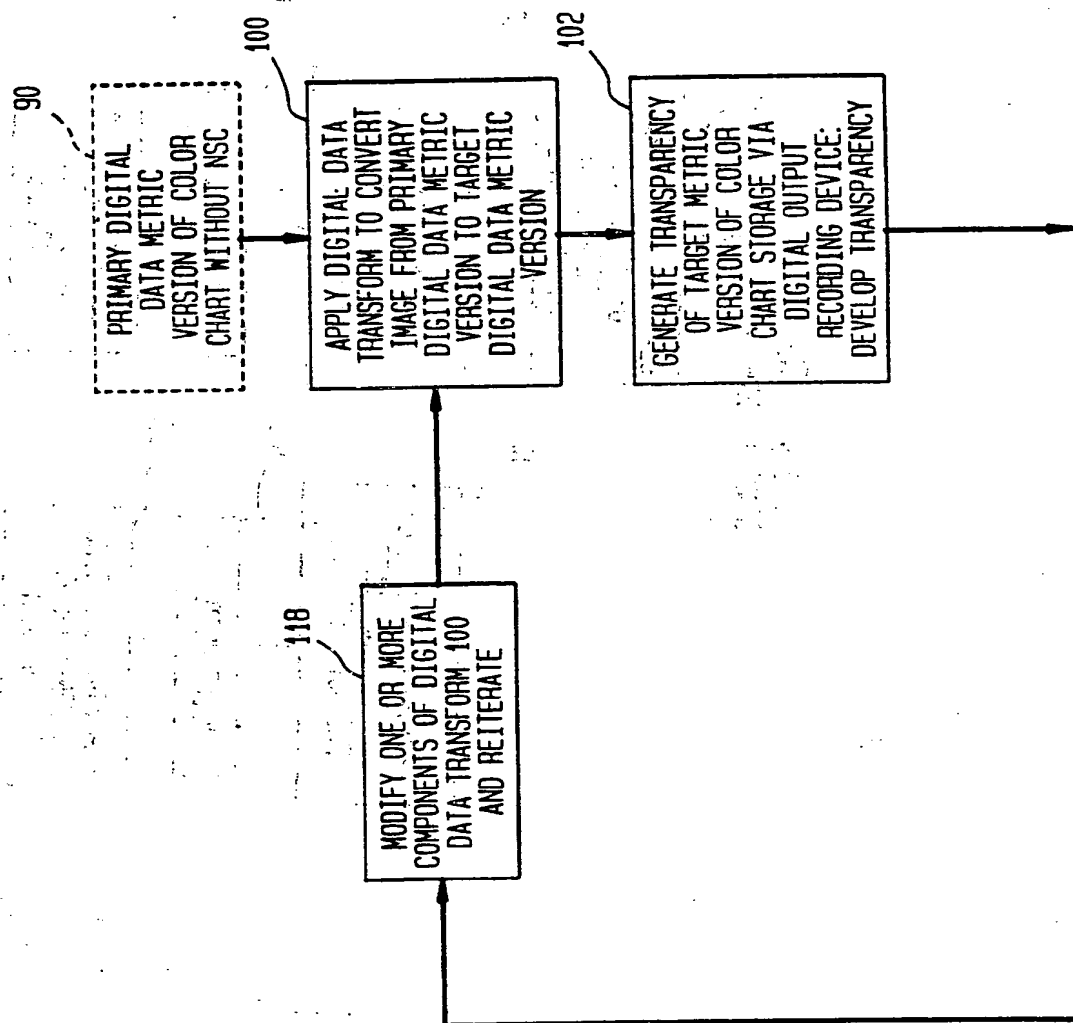 90
PRIMARY DIGITAL
DATA METRIC
VERSION OF COLOR
CHART WITHOUT NSC
100
APPLY DIGITAL DATA
TRANSFORM TO CONVERT
IMAGE FROM PRIMARY
DIGITAL DATA METRIC
VERSION TO TARGET
DIGITAL DATA METRIC
VERSION
118
MODIFY ONE OR MORE
COMPONENTS OF DIGITAL
DATA TRANSFORM 100
AND REITERATE
102
GENERATE TRANSPARENCY
OF TARGET METRIC
VERSION OF COLOR
CHART STORAGE VIA
DIGITAL OUTPUT
RECORDING DEVICE:
DEVELOP TRANSPARENCY